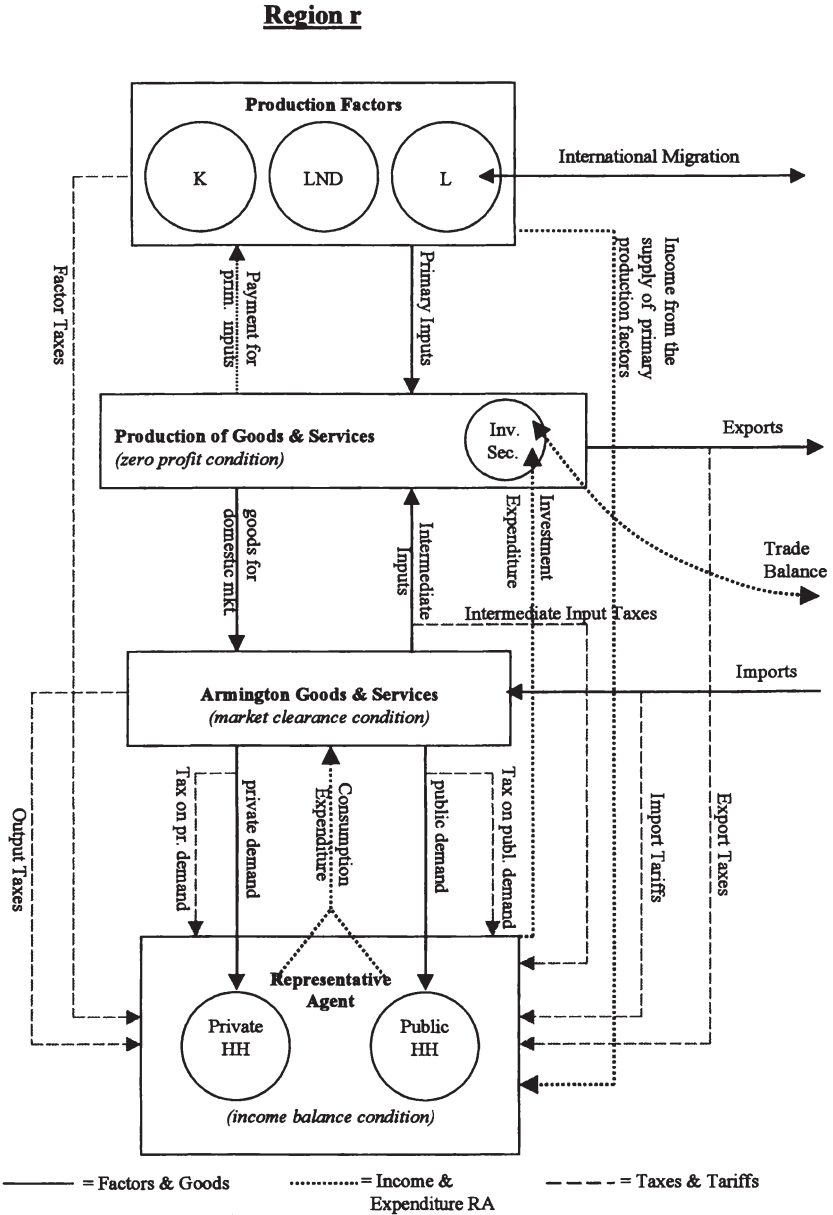 Region r
Production Factors
K
LND
L
International Migration
Factor Taxes
Payment for
prim. inputs
Primary Inputs
Income from the
supply of primary
production factors
Production of Goods & Services
(zero profit condition)
Inv.
Sec.
Exports
goods for
domestic mkt
Intermediate
Inputs
Investment
Expenditure
Trade
Balance
Intermediate Input Taxes
Armington Goods & Services
(market clearance condition)
Imports
Output Taxes
Tax on pr. demand
private demand
Consumption
Expenditure
public demand
Tax on publ. demand
Import Tariffs
Export Taxes
Representative
Agent
Private
HH
Public
HH
(income balance condition)
= Factors & Goods
= Income &
Expenditure RA
= Taxes & Tariffs